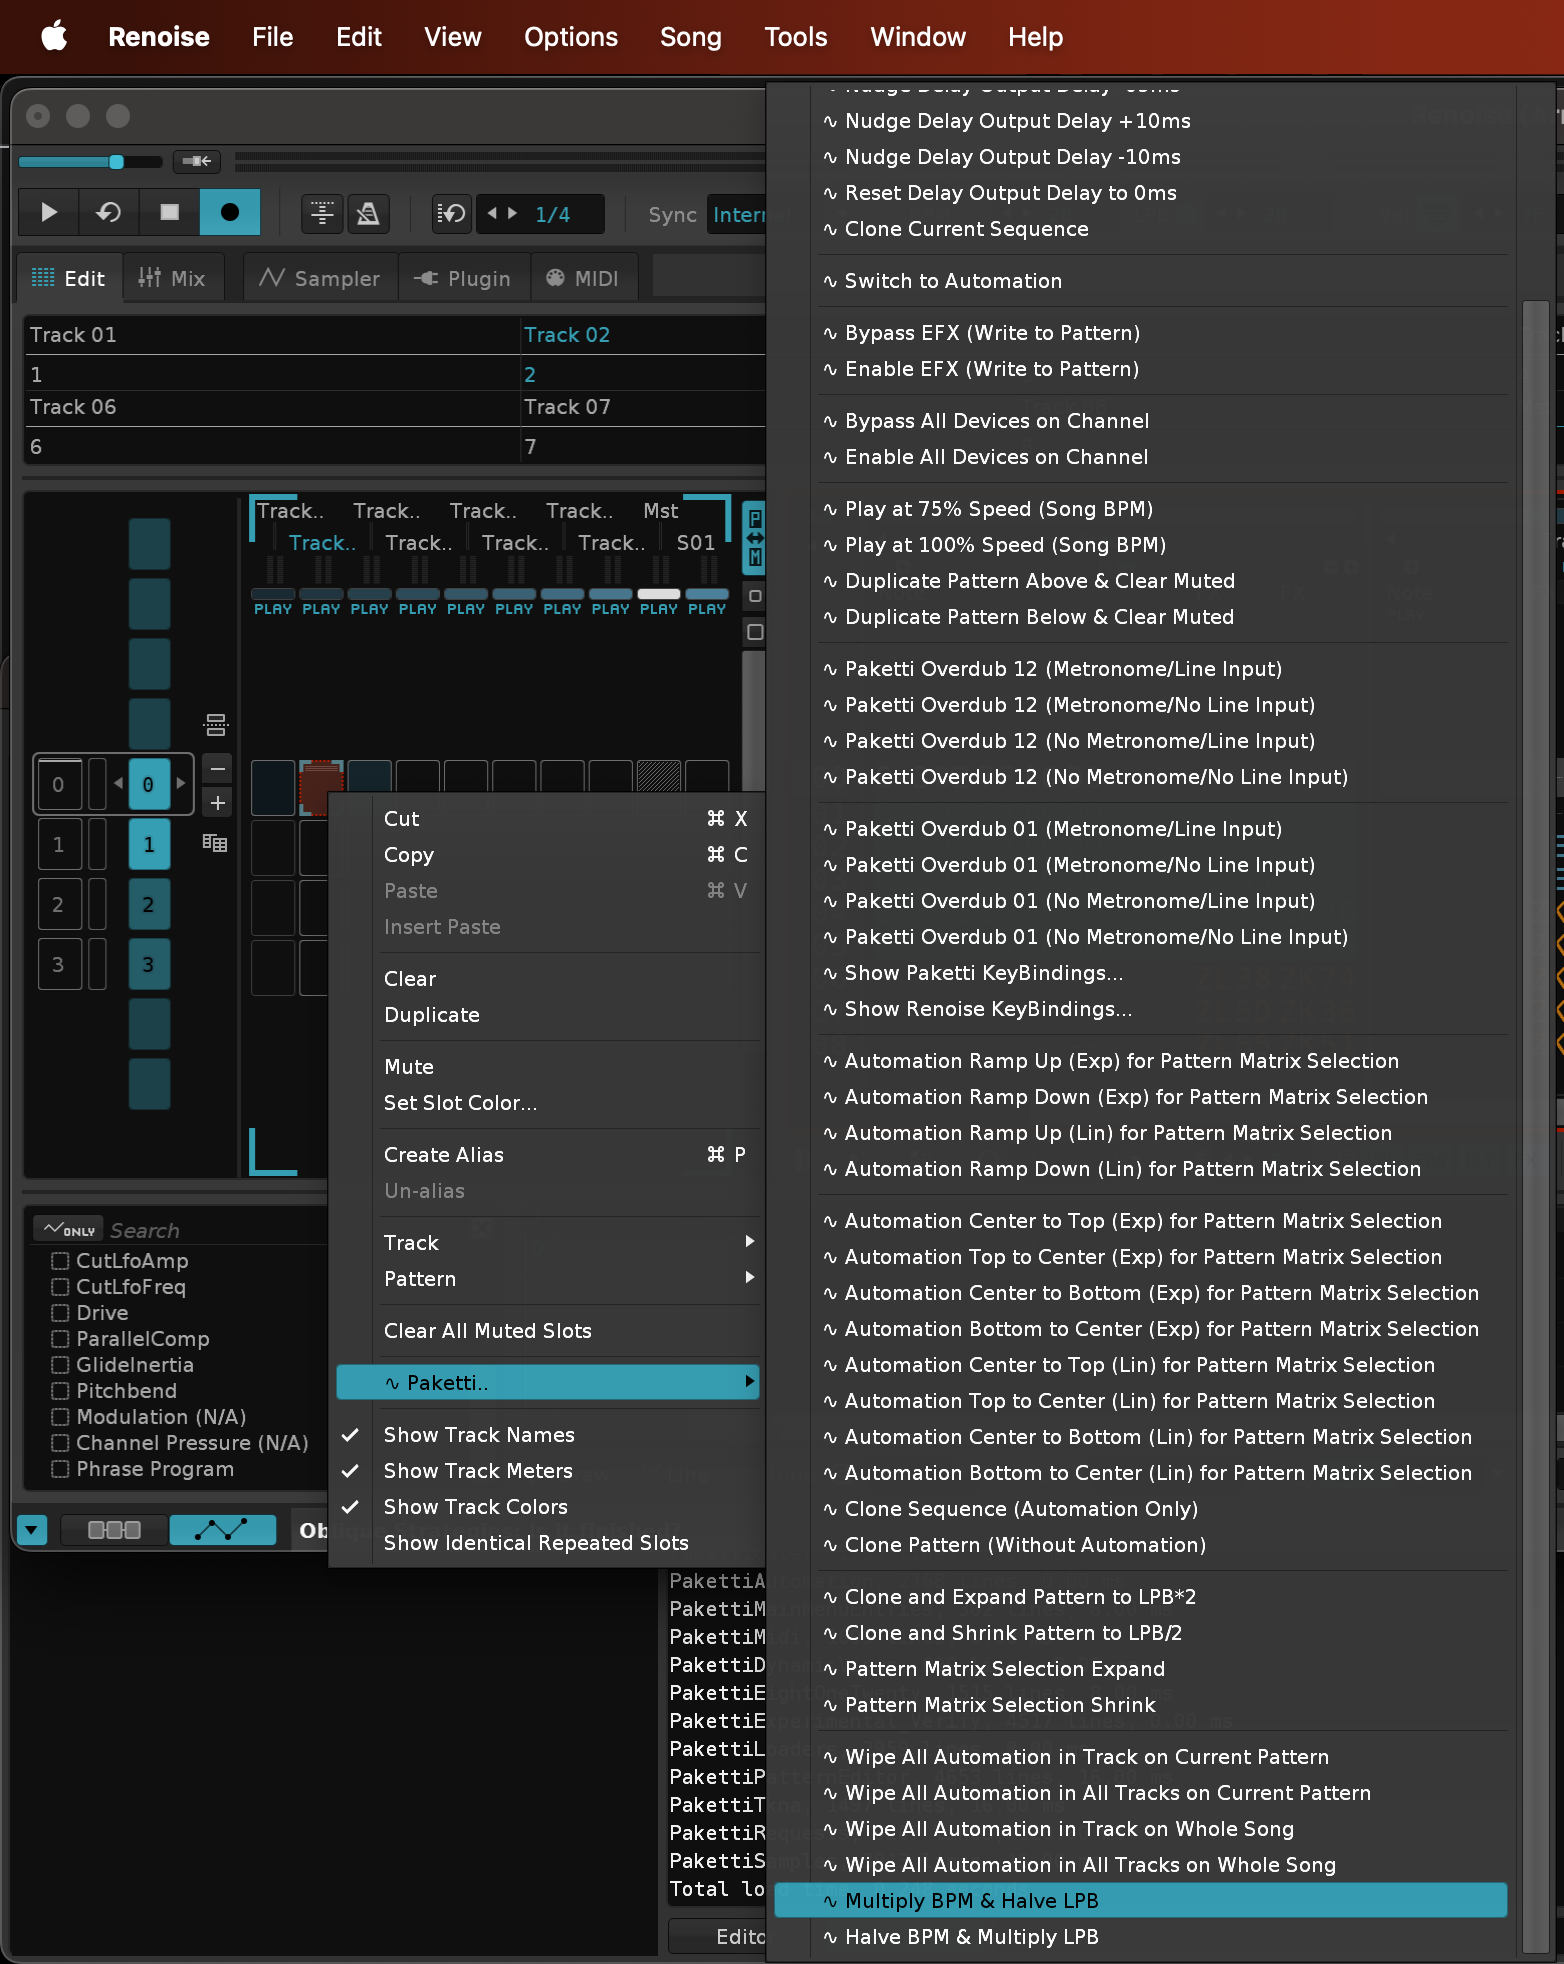 Renoise File Edit View Options Song Tools Window Help
1/4 Sync
Edit Mix Sampler Plugin MIDI
Track 01 Track 02
1 2
Track 06 Track 07
6 7
Track.. Track.. Track.. Track.. Mst
Track.. Track.. Track.. Track.. S01
PLAY PLAY PLAY PLAY PLAY PLAY PLAY PLAY PLAY PLAY
P
M
0 0
1 1
2 2
3 3
ONLY Search
CutLfoAmp
CutLfoFreq
Drive
ParallelComp
GlideInertia
Pitchbend
Modulation (N/A)
Channel Pressure (N/A)
Phrase Program
Cut ⌘ X
Copy ⌘ C
Paste ⌘ V
Insert Paste
Clear
Duplicate
Mute
Set Slot Color...
Create Alias ⌘ P
Un-alias
Track
Pattern
Clear All Muted Slots
∿ Paketti..
Show Track Names
Show Track Meters
Show Track Colors
Show Identical Repeated Slots
∿ Nudge Delay Output Delay +10ms
∿ Nudge Delay Output Delay -10ms
∿ Reset Delay Output Delay to 0ms
∿ Clone Current Sequence
∿ Switch to Automation
∿ Bypass EFX (Write to Pattern)
∿ Enable EFX (Write to Pattern)
∿ Bypass All Devices on Channel
∿ Enable All Devices on Channel
∿ Play at 75% Speed (Song BPM)
∿ Play at 100% Speed (Song BPM)
∿ Duplicate Pattern Above & Clear Muted
∿ Duplicate Pattern Below & Clear Muted
∿ Paketti Overdub 12 (Metronome/Line Input)
∿ Paketti Overdub 12 (Metronome/No Line Input)
∿ Paketti Overdub 12 (No Metronome/Line Input)
∿ Paketti Overdub 12 (No Metronome/No Line Input)
∿ Paketti Overdub 01 (Metronome/Line Input)
∿ Paketti Overdub 01 (Metronome/No Line Input)
∿ Paketti Overdub 01 (No Metronome/Line Input)
∿ Paketti Overdub 01 (No Metronome/No Line Input)
∿ Show Paketti KeyBindings...
∿ Show Renoise KeyBindings...
∿ Automation Ramp Up (Exp) for Pattern Matrix Selection
∿ Automation Ramp Down (Exp) for Pattern Matrix Selection
∿ Automation Ramp Up (Lin) for Pattern Matrix Selection
∿ Automation Ramp Down (Lin) for Pattern Matrix Selection
∿ Automation Center to Top (Exp) for Pattern Matrix Selection
∿ Automation Top to Center (Exp) for Pattern Matrix Selection
∿ Automation Center to Bottom (Exp) for Pattern Matrix Selection
∿ Automation Bottom to Center (Exp) for Pattern Matrix Selection
∿ Automation Center to Top (Lin) for Pattern Matrix Selection
∿ Automation Top to Center (Lin) for Pattern Matrix Selection
∿ Automation Center to Bottom (Lin) for Pattern Matrix Selection
∿ Automation Bottom to Center (Lin) for Pattern Matrix Selection
∿ Clone Sequence (Automation Only)
∿ Clone Pattern (Without Automation)
∿ Clone and Expand Pattern to LPB*2
∿ Clone and Shrink Pattern to LPB/2
∿ Pattern Matrix Selection Expand
∿ Pattern Matrix Selection Shrink
∿ Wipe All Automation in Track on Current Pattern
∿ Wipe All Automation in All Tracks on Current Pattern
∿ Wipe All Automation in Track on Whole Song
∿ Wipe All Automation in All Tracks on Whole Song
∿ Multiply BPM & Halve LPB
∿ Halve BPM & Multiply LPB